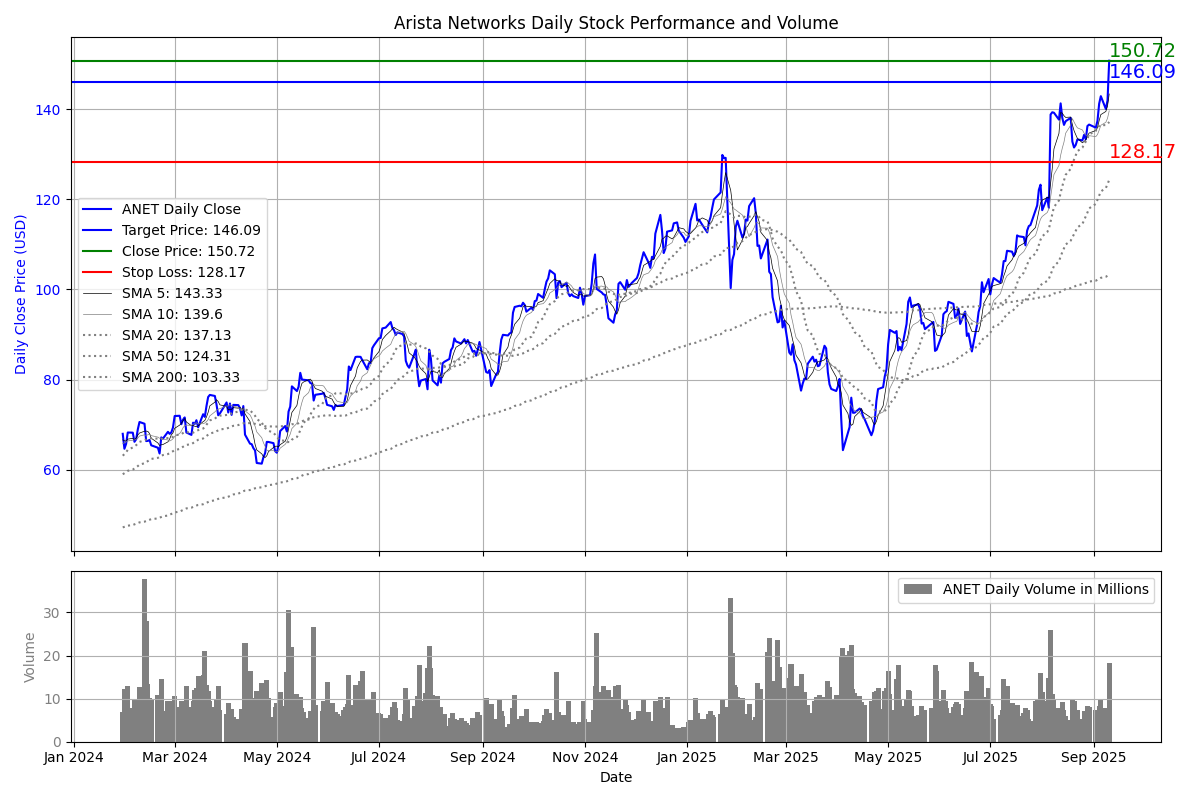 Arista Networks Daily Stock Performance and Volume
150.72
146.09
140
128.17
120
ANET Daily Close
Target Price: 146.09
Close Price: 150.72
Stop Loss: 128.17
SMA 5: 143.33
SMA 10: 139.6
SMA 20: 137.13
SMA 50: 124.31
SMA 200: 103.33
Daily Close Price (USD)
100
80
60
ANET Daily Volume in Millions
30
Volume
20
10
0
Jan 2024 Mar 2024 May 2024 Jul 2024 Sep 2024 Nov 2024 Jan 2025 Mar 2025 May 2025 Jul 2025 Sep 2025
Date